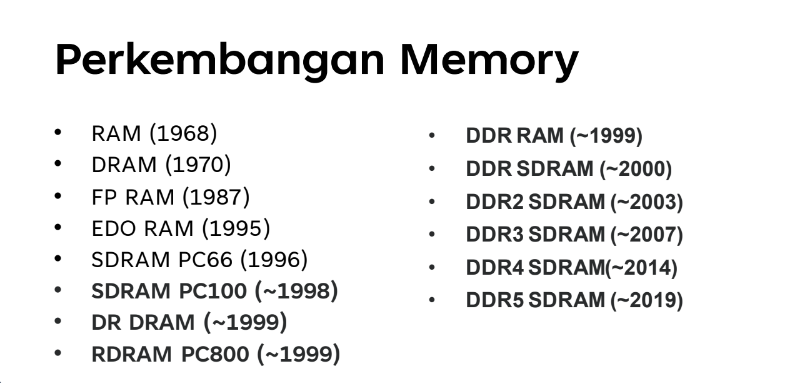 Perkembangan Memory
• RAM (1968)
• DRAM (1970)
• FP RAM (1987)
• EDO RAM (1995)
• SDRAM PC66 (1996)
• SDRAM PC100 (~1998)
• DR DRAM (~1999)
• RDRAM PC800 (~1999)
• DDR RAM (~1999)
• DDR SDRAM (~2000)
• DDR2 SDRAM (~2003)
• DDR3 SDRAM (~2007)
• DDR4 SDRAM(~2014)
• DDR5 SDRAM (~2019)